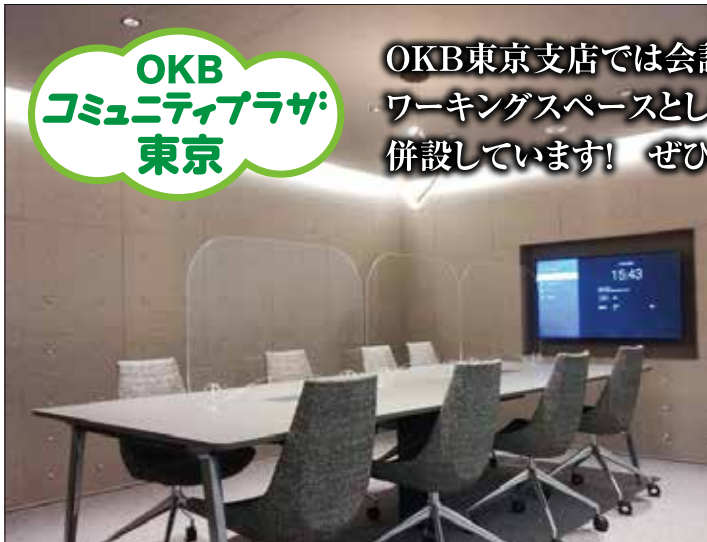 OKB
コミュニティプラザ
東京
OKB東京支店では会
ワーキングスペースとし
併設しています! ぜひ
15:43